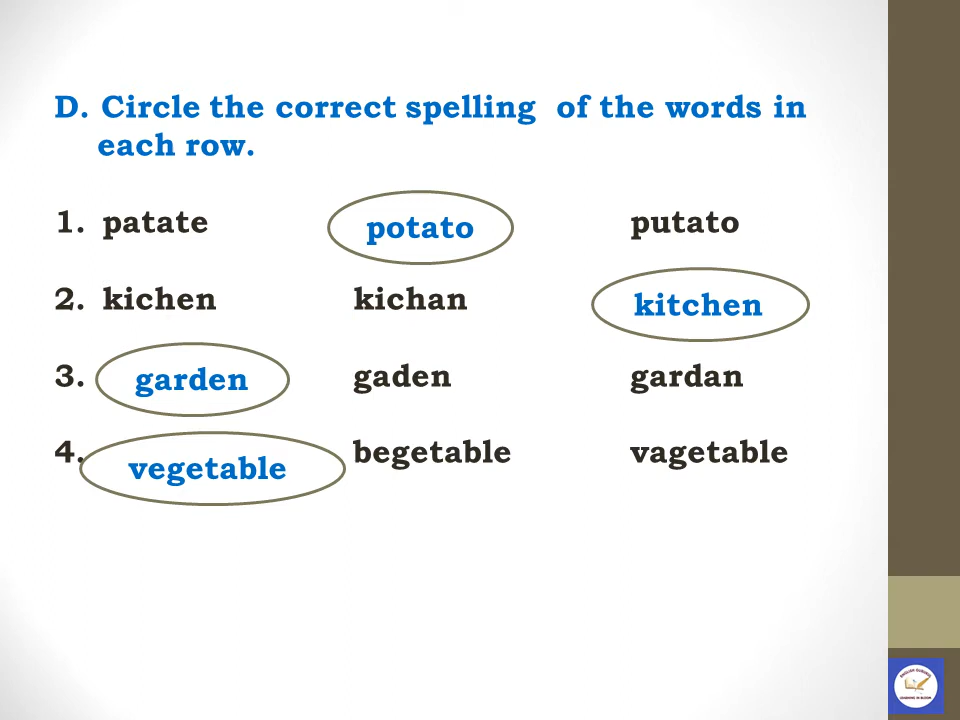 D. Circle the correct spelling of the words in
each row.
1. patate potato putato
2. kichen kichan kitchen
3. garden gaden gardan
4. vegetable begetable vagetable